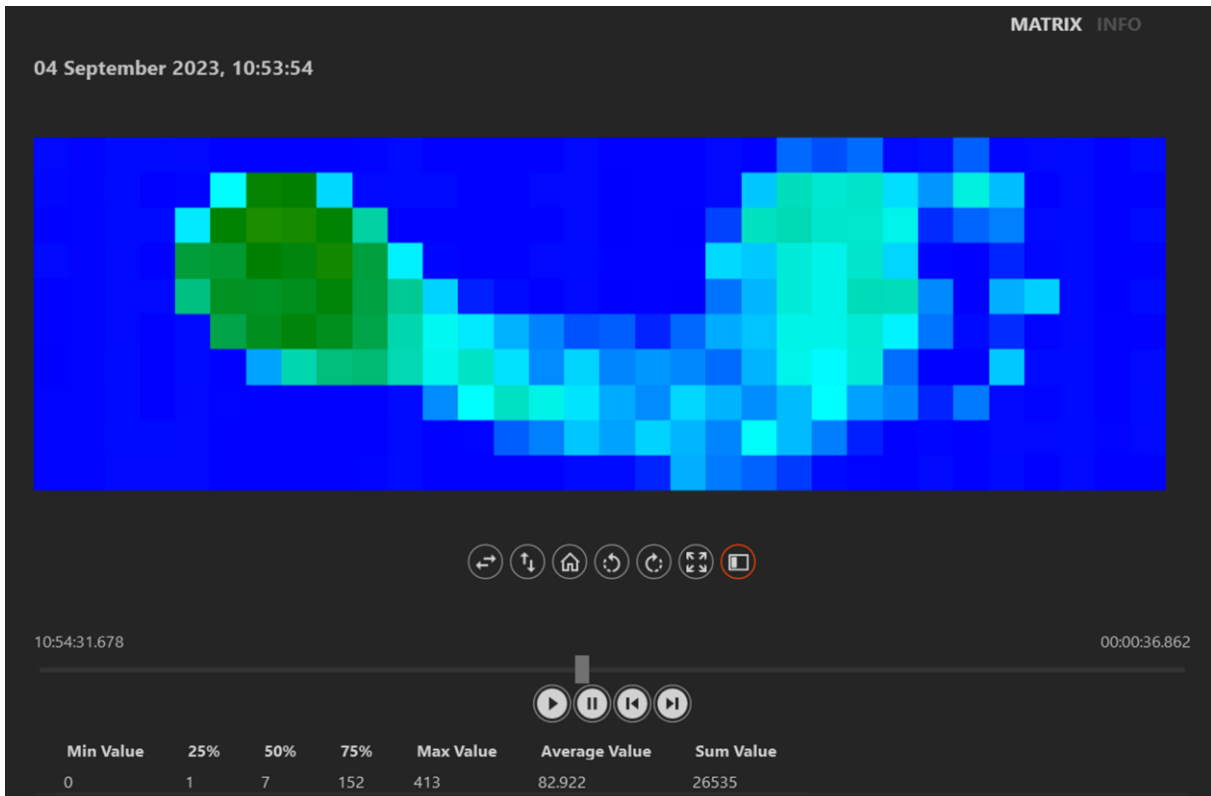 MATRIX INFO
04 September 2023, 10:53:54
10:54:31.678 00:00:36.862
Min Value 25% 50% 75% Max Value Average Value Sum Value
0 1 7 152 413 82.922 26535